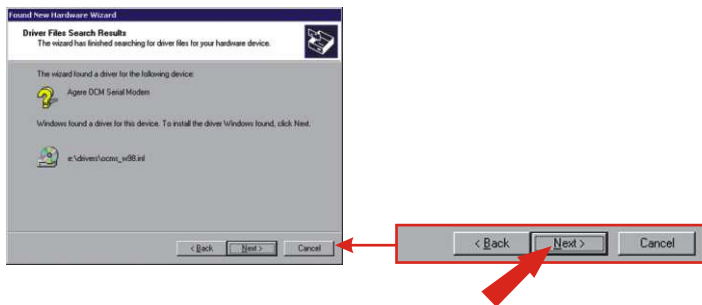 Found New Hardware Wizard
Driver Files Search Results
The wizard has finished searching for driver files for your hardware device.
The wizard found a driver for the following device:
Agere OCM Serial Modem
Windows found a driver for this device. To install the driver Windows found, click Next.
e:\drivers\ocms_w98.inf
< Back Next > Cancel
< Back Next > Cancel